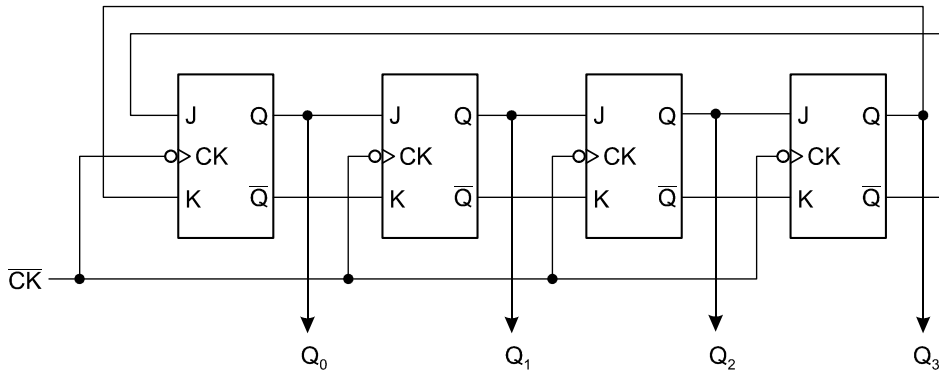 J Q J Q J Q J Q
CK CK CK CK
K Q̅ K Q̅ K Q̅ K Q̅
C̅K̅
Q₀ Q₁ Q₂ Q₃